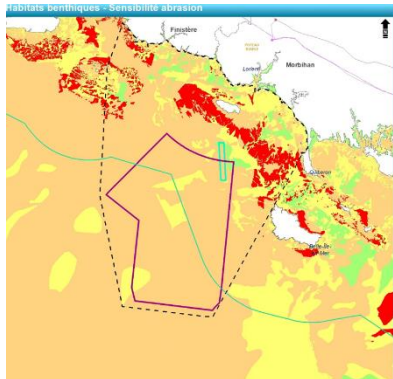 Habitats benthiques - Sensibilité abrasion
Finistère
Morbihan
Lorient
Quiberon
Belle-Île